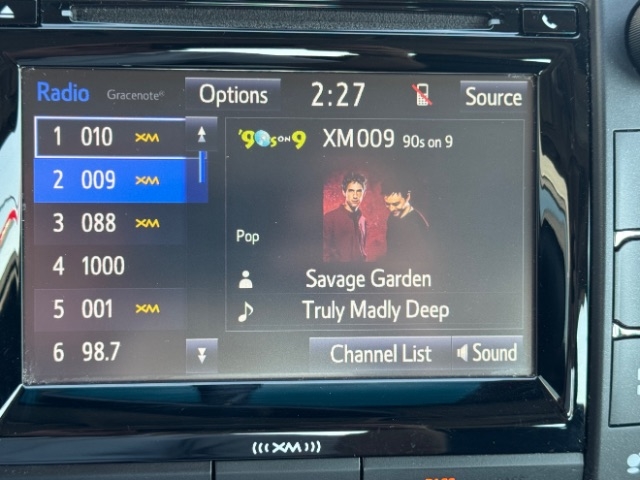 Radio Gracenote® Options 2:27 Source
1 010 XM
2 009 XM
3 088 XM
4 1000
5 001 XM
6 98.7
'90s ON 9 XM009 90s on 9
Pop
Savage Garden
Truly Madly Deep
Channel List Sound
(((XM)))